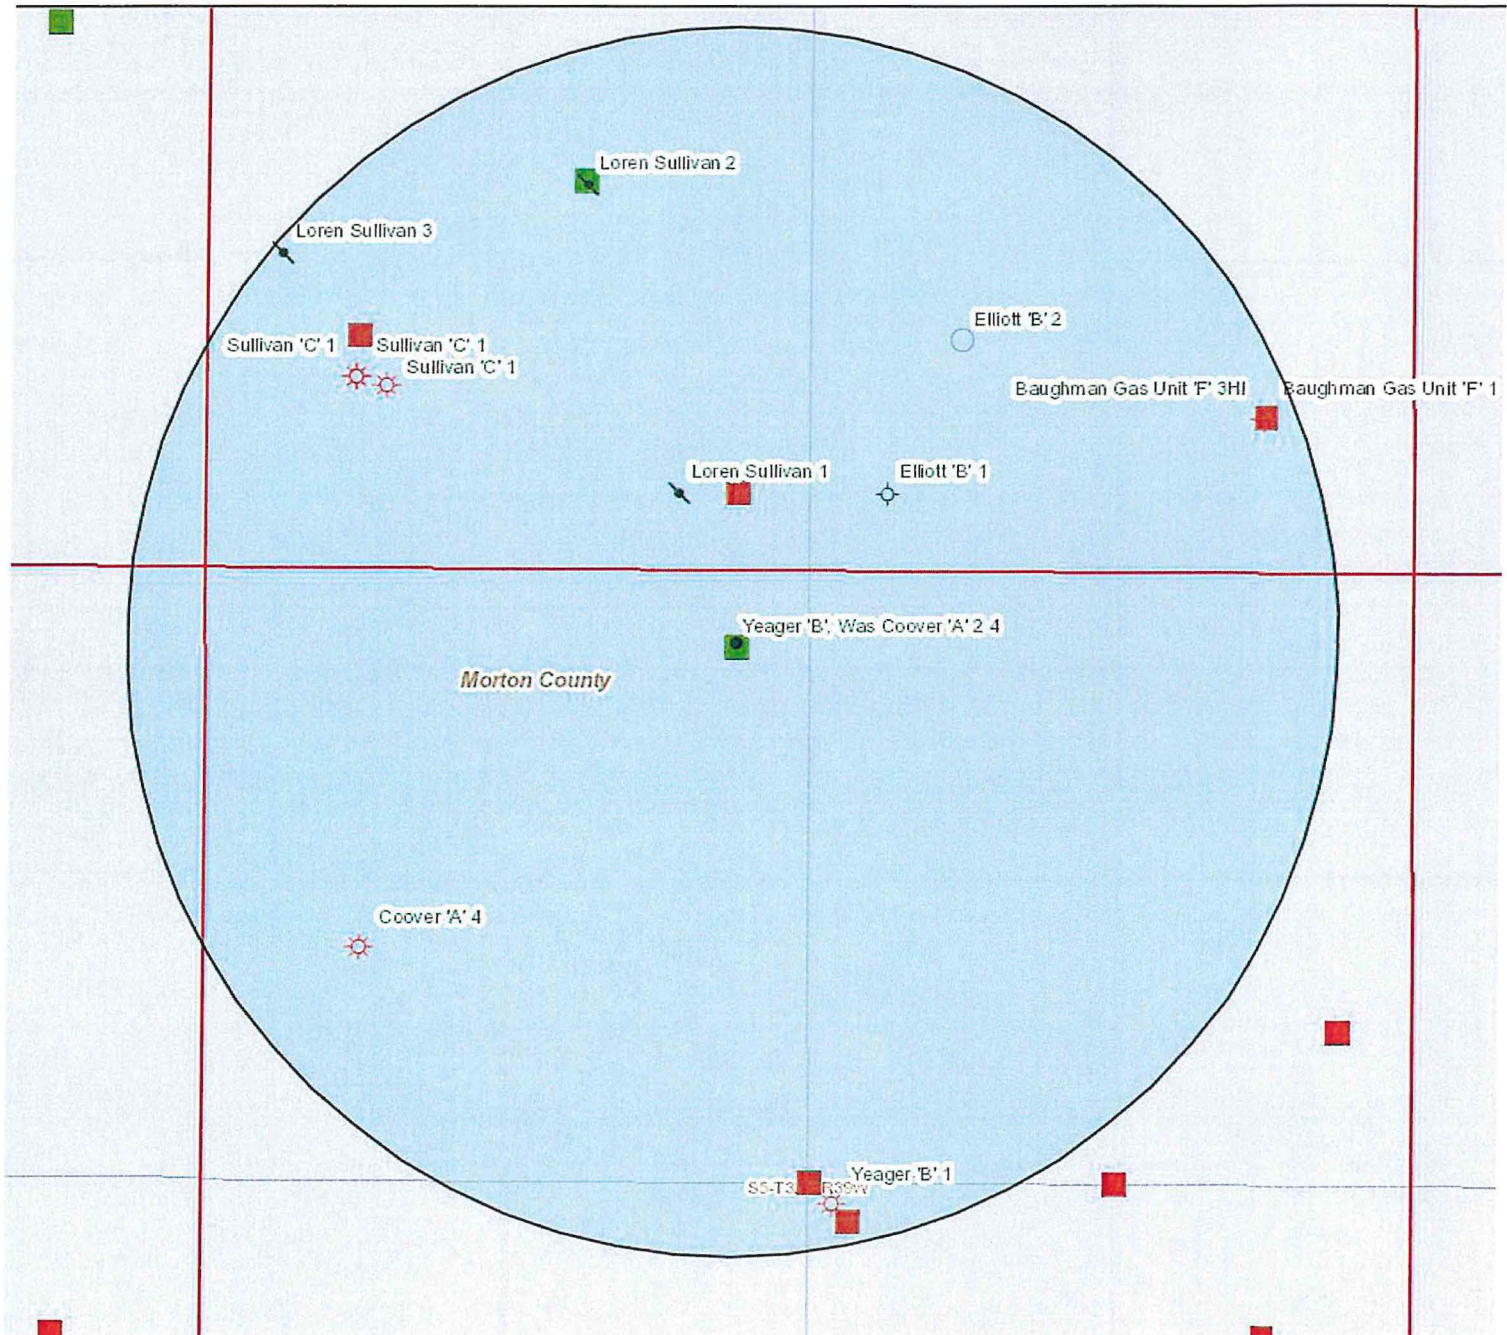 Loren Sullivan 2
Loren Sullivan 3
Elliott 'B' 2
Sullivan 'C' 1
Sullivan 'C' 1
Sullivan 'C' 1
Baughman Gas Unit 'F' 3HI
Baughman Gas Unit 'F' 1
Loren Sullivan 1
Elliott 'B' 1
Yeager 'B', Was Coover 'A' 2 4
Morton County
Coover 'A' 4
Yeager 'B' 1
R39W